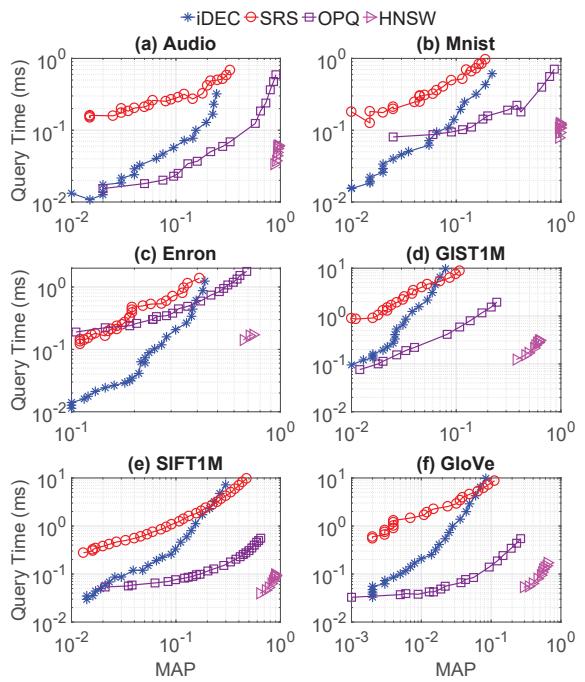 iDEC SRS OPQ HNSW
(a) Audio
(b) Mnist
Query Time (ms)
10^0
10^-1
10^-2
10^-2 10^-1 10^0
10^0
10^-1
10^-2
10^-2 10^-1 10^0
(c) Enron
(d) GIST1M
Query Time (ms)
10^0
10^-1
10^-2
10^-1 10^0
10^1
10^0
10^-1
10^-2
10^-2 10^-1 10^0
(e) SIFT1M
(f) GloVe
Query Time (ms)
10^1
10^0
10^-1
10^-2
10^-2 10^-1 10^0
MAP
10^1
10^0
10^-1
10^-2
10^-3 10^-2 10^-1 10^0
MAP